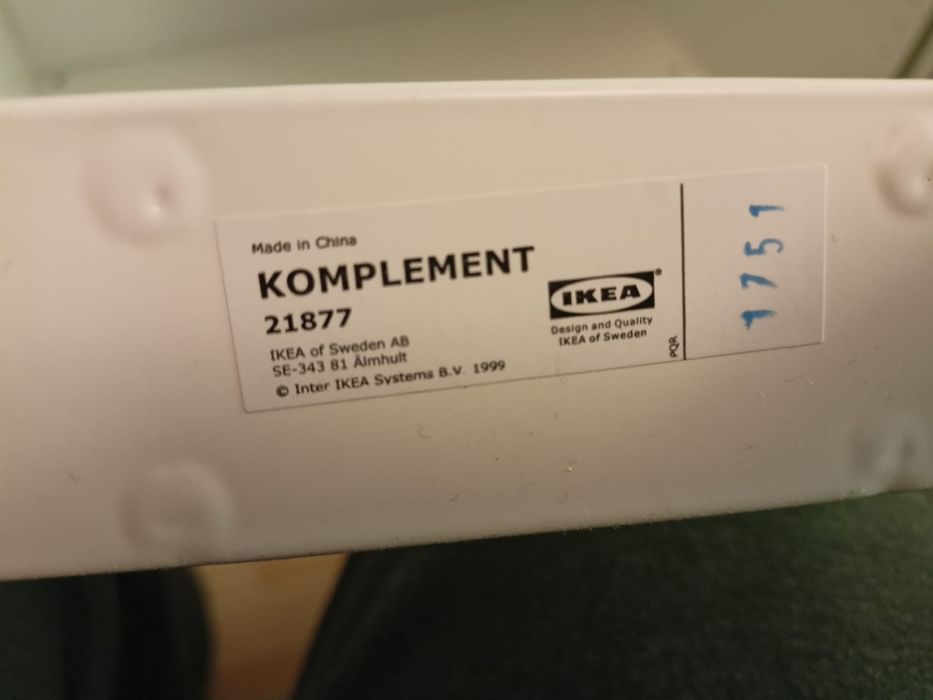 Made in China
KOMPLEMENT
21877
IKEA of Sweden AB
SE-343 81 Älmhult
© Inter IKEA Systems B.V. 1999
IKEA®
Design and Quality
IKEA of Sweden
PQR
1751